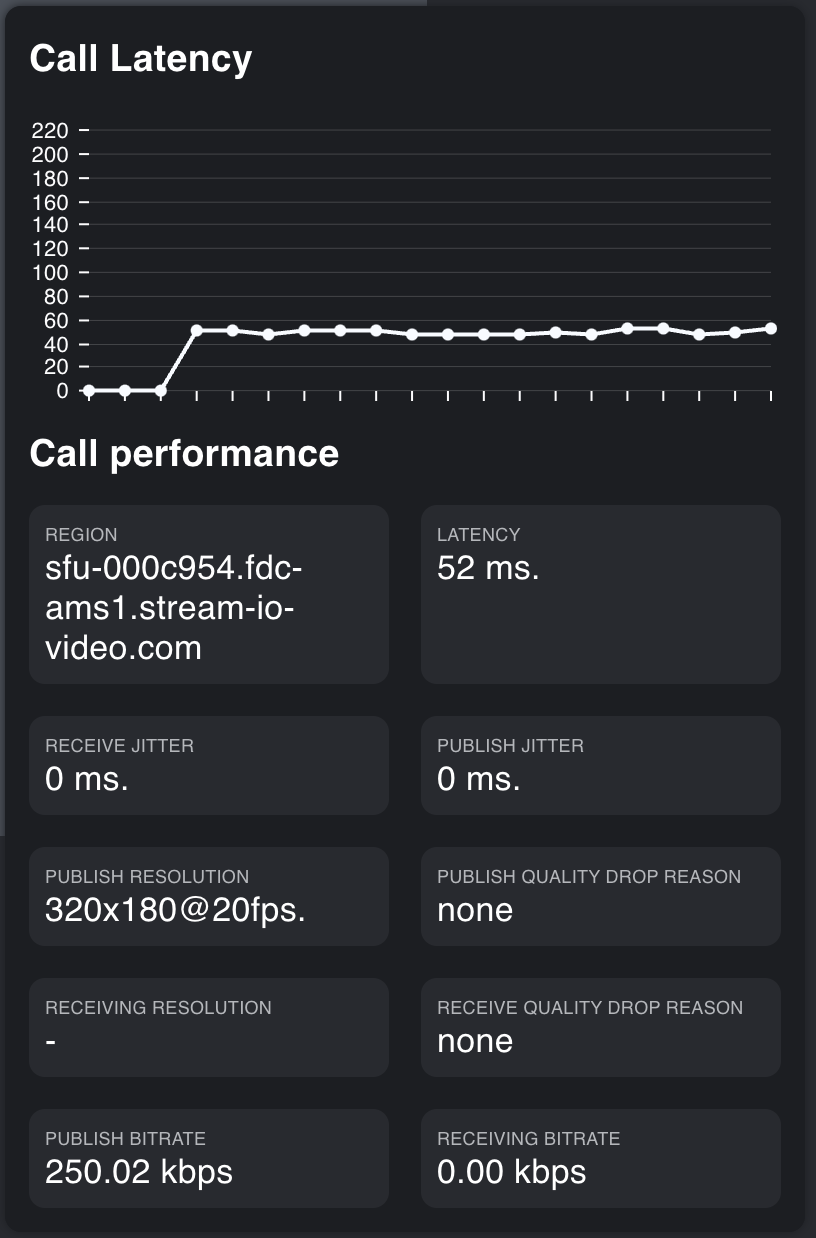 Call Latency
220
200
180
160
140
120
100
80
60
40
20
0
Call performance
REGION
sfu-000c954.fdc-
ams1.stream-io-
video.com
LATENCY
52 ms.
RECEIVE JITTER
0 ms.
PUBLISH JITTER
0 ms.
PUBLISH RESOLUTION
320x180@20fps.
PUBLISH QUALITY DROP REASON
none
RECEIVING RESOLUTION
-
RECEIVE QUALITY DROP REASON
none
PUBLISH BITRATE
250.02 kbps
RECEIVING BITRATE
0.00 kbps